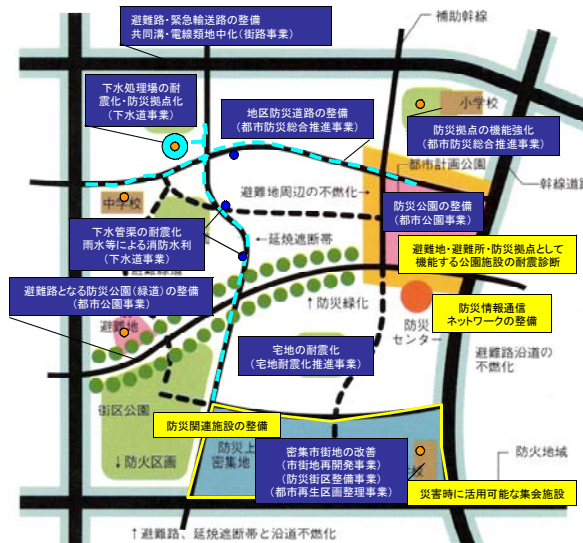 避難路・緊急輸送路の整備
共同溝・電線類地中化(街路事業)
補助幹線
下水処理場の耐
震化・防災拠点化
(下水道事業)
地区防災道路の整備
(都市防災総合推進事業)
小学校
防災拠点の機能強化
(都市防災総合推進事業)
都市計画公園
幹線道路
避難地周辺の不燃化→
中学校
防災公園の整備
(都市公園事業)
下水管渠の耐震化
雨水等による消防水利
(下水道事業)
←延焼遮断帯
避難地・避難所・防災拠点として
機能する公園施設の耐震診断
避難路となる防災公園(緑道)の整備
(都市公園事業)
↑防災緑化
防災情報通信
ネットワークの整備
避難地
防災
センター
避難路沿道の
不燃化
宅地の耐震化
(宅地耐震化推進事業)
街区公園
防災関連施設の整備
↓防火区画
防災上
密集地
密集市街地の改善
(市街地再開発事業)
(防災街区整備事業)
(都市再生区画整理事業)
防火地域
災害時に活用可能な集会施設
↑避難路、延焼遮断帯と沿道不燃化